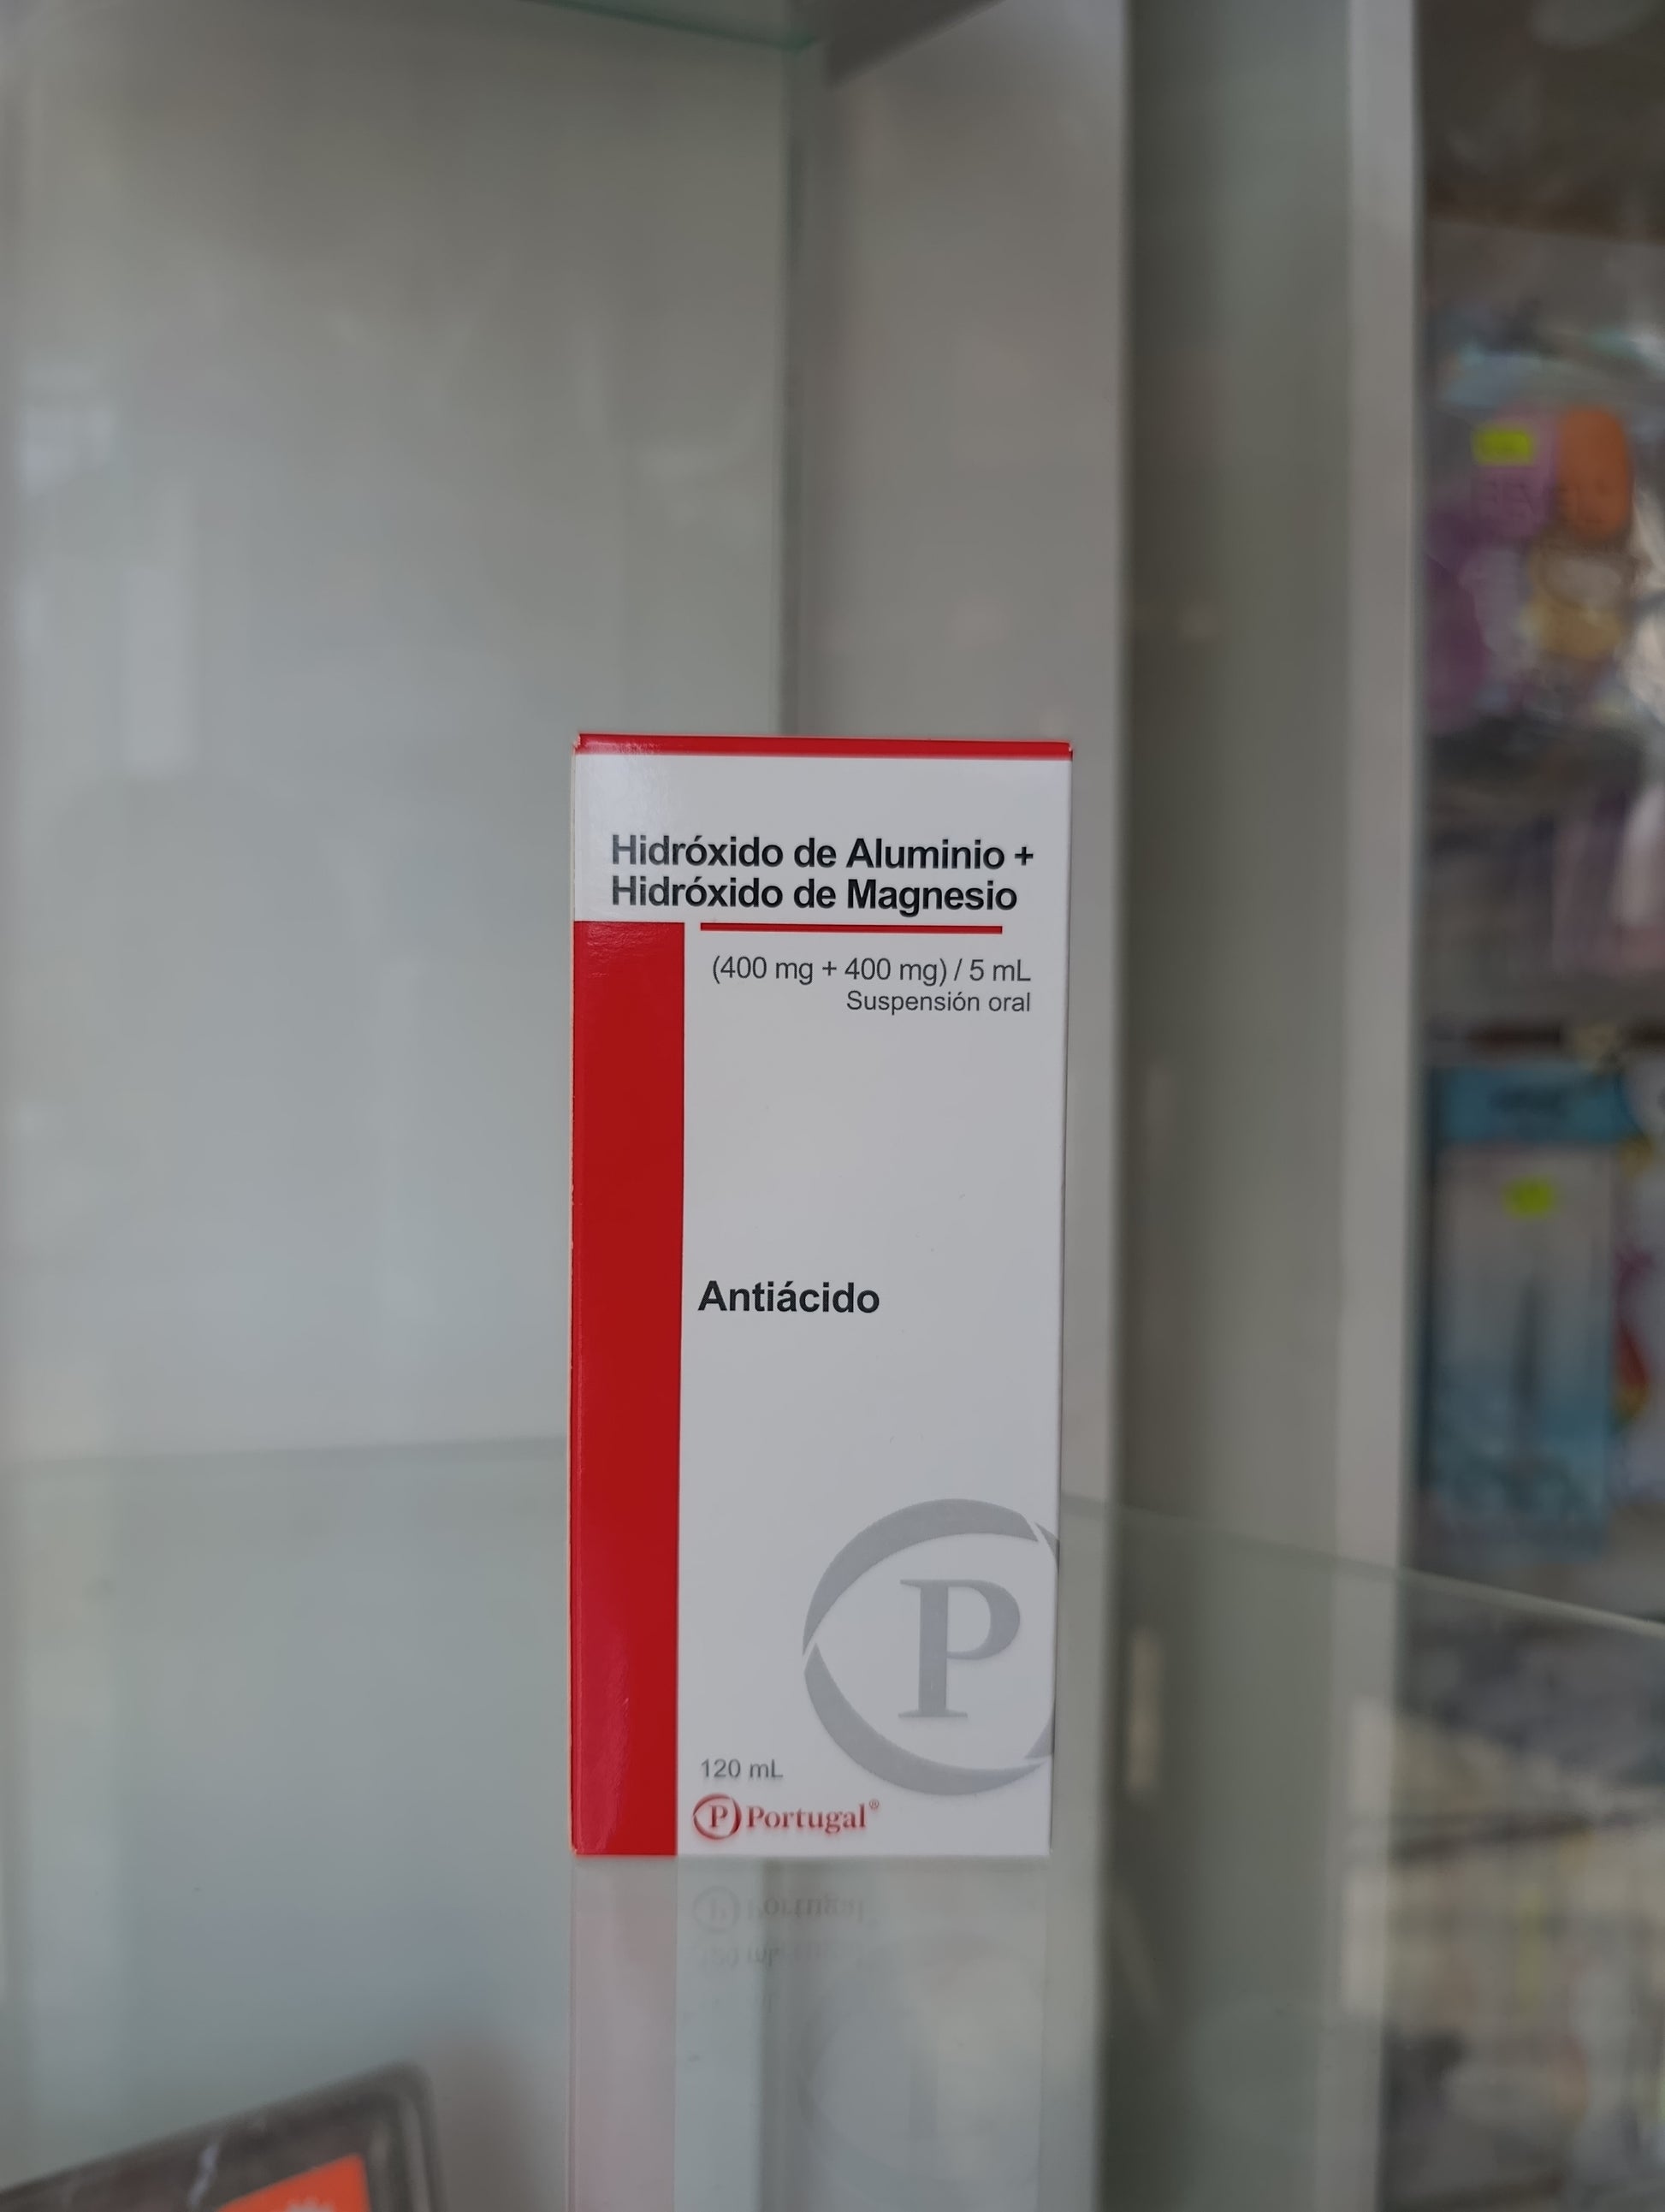 Hidróxido de Aluminio +
Hidróxido de Magnesio
(400 mg + 400 mg) / 5 mL
Suspensión oral
Antiácido
P
120 mL
P Portugal®